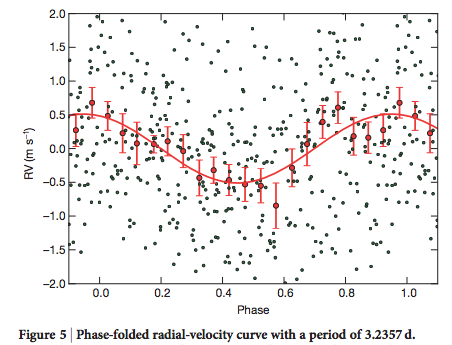 2.0
1.5
1.0
0.5
0.0
−0.5
−1.0
−1.5
−2.0
RV (m s⁻¹)
0.0 0.2 0.4 0.6 0.8 1.0
Phase
Figure 5 | Phase-folded radial-velocity curve with a period of 3.2357 d.